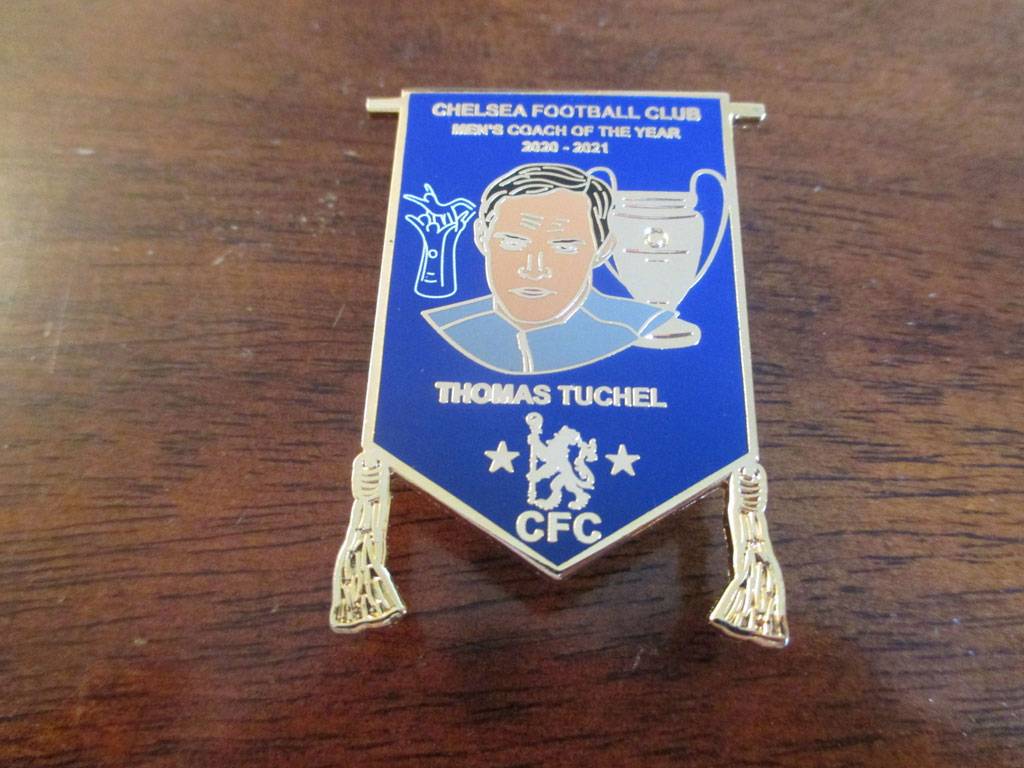 CHELSEA FOOTBALL CLUB
MEN'S COACH OF THE YEAR
2020 - 2021
THOMAS TUCHEL
CFC